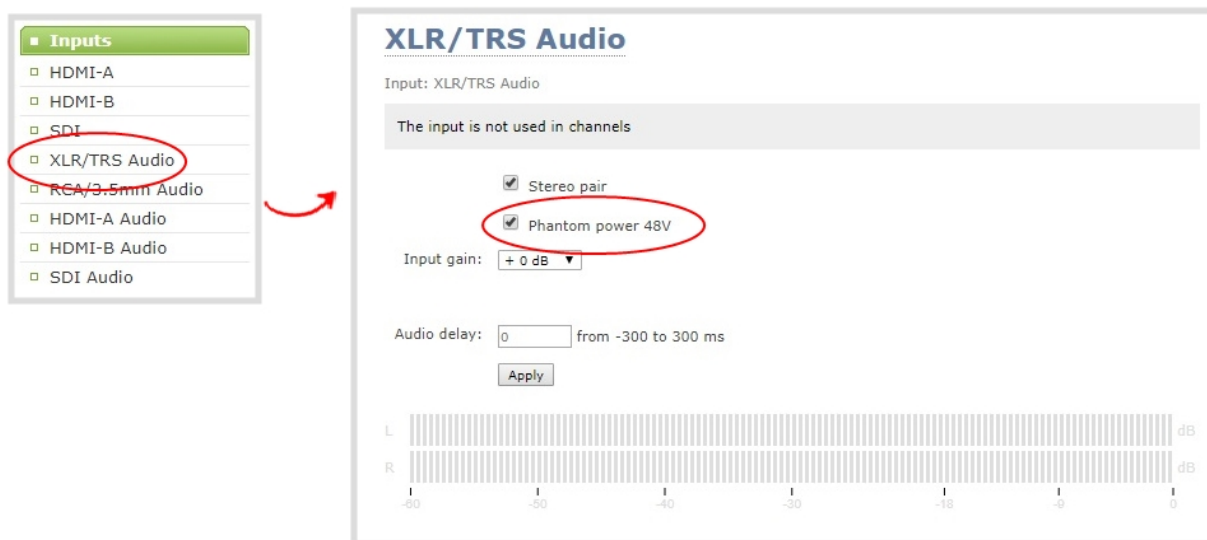 Inputs
HDMI-A
HDMI-B
SDI
XLR/TRS Audio
RCA/3.5mm Audio
HDMI-A Audio
HDMI-B Audio
SDI Audio
XLR/TRS Audio
Input: XLR/TRS Audio
The input is not used in channels
Stereo pair
Phantom power 48V
Input gain: + 0 dB
Audio delay: 0 from -300 to 300 ms
Apply
L dB
R dB
-60 -50 -40 -30 -18 -9 0